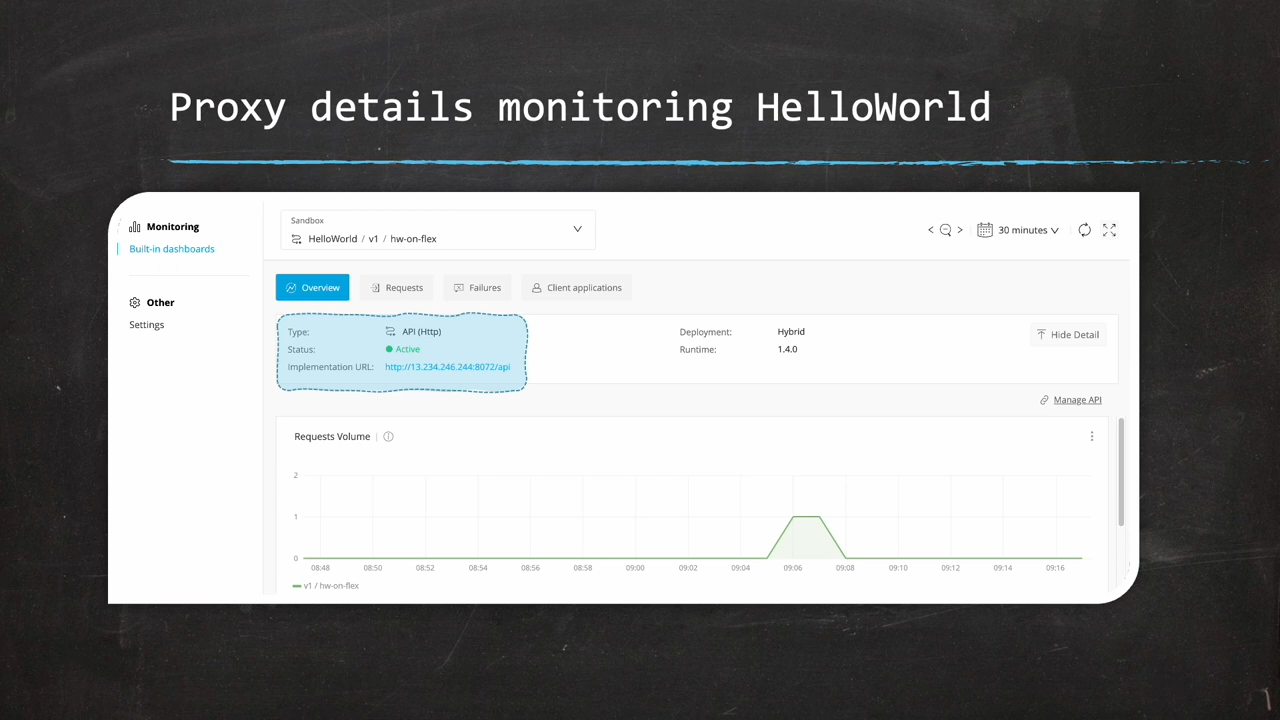 Proxy details monitoring HelloWorld
Monitoring
Built-in dashboards
Other
Settings
Sandbox
HelloWorld / v1 / hw-on-flex
30 minutes
Overview
Requests
Failures
Client applications
Type: API (Http)
Status: Active
Implementation URL: http://13.234.246.244:8072/api
Deployment: Hybrid
Runtime: 1.4.0
Hide Detail
Manage API
Requests Volume
2
1
0
08:48 08:50 08:52 08:54 08:56 08:58 09:00 09:02 09:04 09:06 09:08 09:10 09:12 09:14 09:16
v1 / hw-on-flex